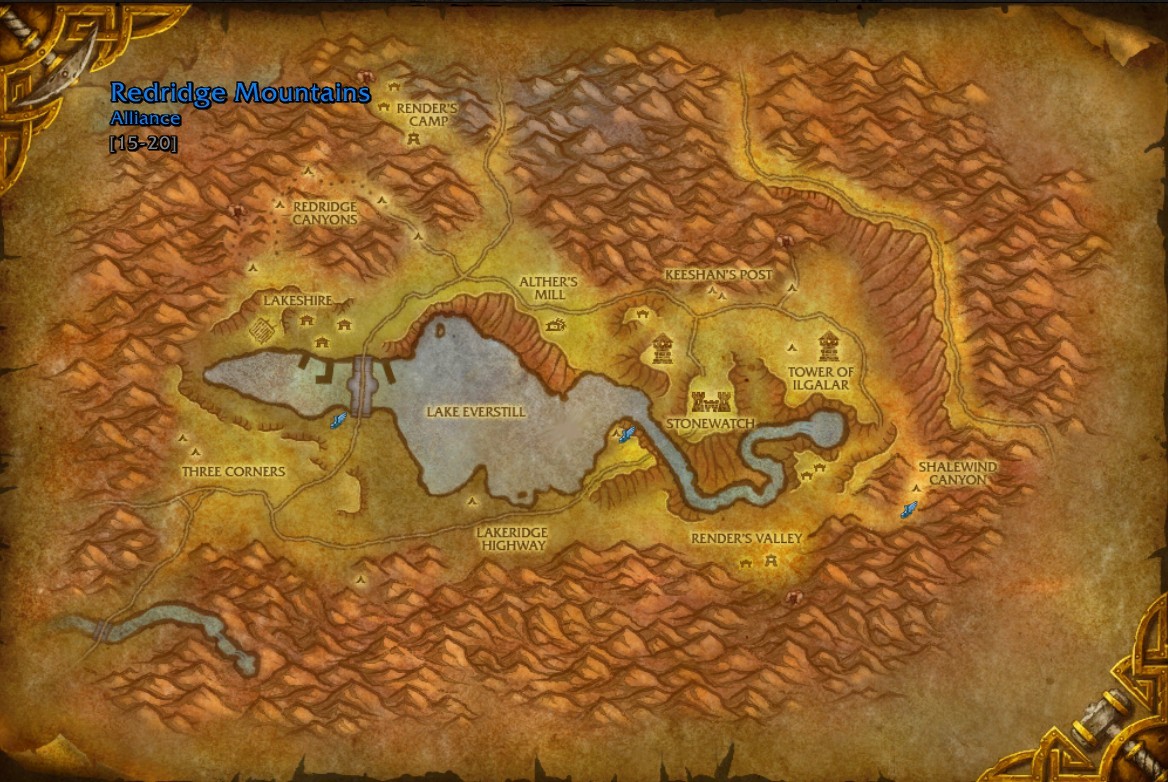 Redridge Mountains
Alliance
[15-20]
RENDER'S
CAMP
REDRIDGE
CANYONS
LAKESHIRE
ALTHER'S
MILL
KEESHAN'S POST
TOWER OF
ILGALAR
LAKE EVERSTILL
STONEWATCH
THREE CORNERS
SHALEWIND
CANYON
LAKERIDGE
HIGHWAY
RENDER'S VALLEY